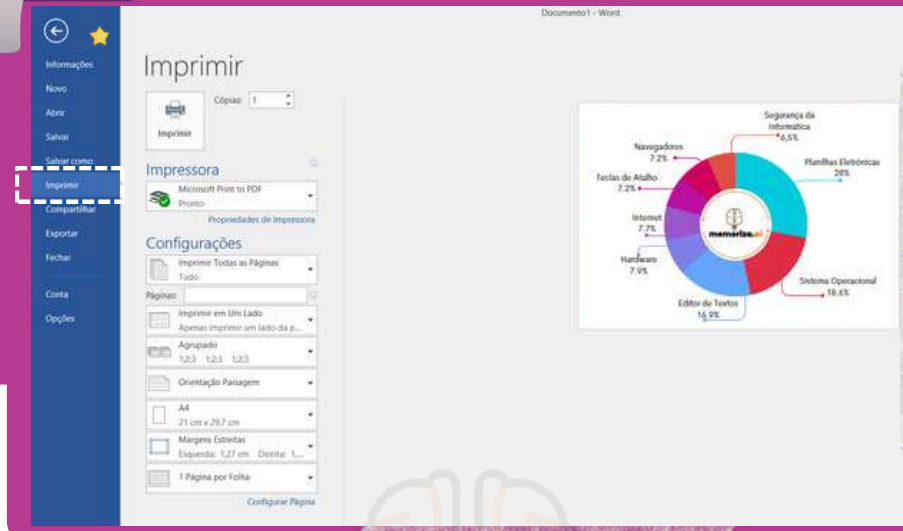 Documento1 - Word
Informações
Novo
Abrir
Salvar
Salvar como
Imprimir
Compartilhar
Exportar
Fechar
Conta
Opções
Imprimir
Cópias: 1
Imprimir
Impressora
Microsoft Print to PDF
Pronto
Propriedades de Impressora
Configurações
Imprimir Todas as Páginas
Tudo
Páginas:
Imprimir em Um Lado
Apenas imprimir um lado da p...
Agrupado
1;2;3 1;2;3 1;2;3
Orientação Paisagem
A4
21 cm x 29,7 cm
Margens Estreitas
Esquerda: 1,27 cm Direita: 1,...
1 Página por Folha
Configurar Página
Segurança da
Informática
6,5%
Navegadores
7.2%
Planilhas Eletrônicas
20%
Teclas de Atalho
7.2%
Internet
7.7%
memorize.ai
Hardware
7.9%
Sistema Operacional
18.6%
Editor de Textos
16.9%